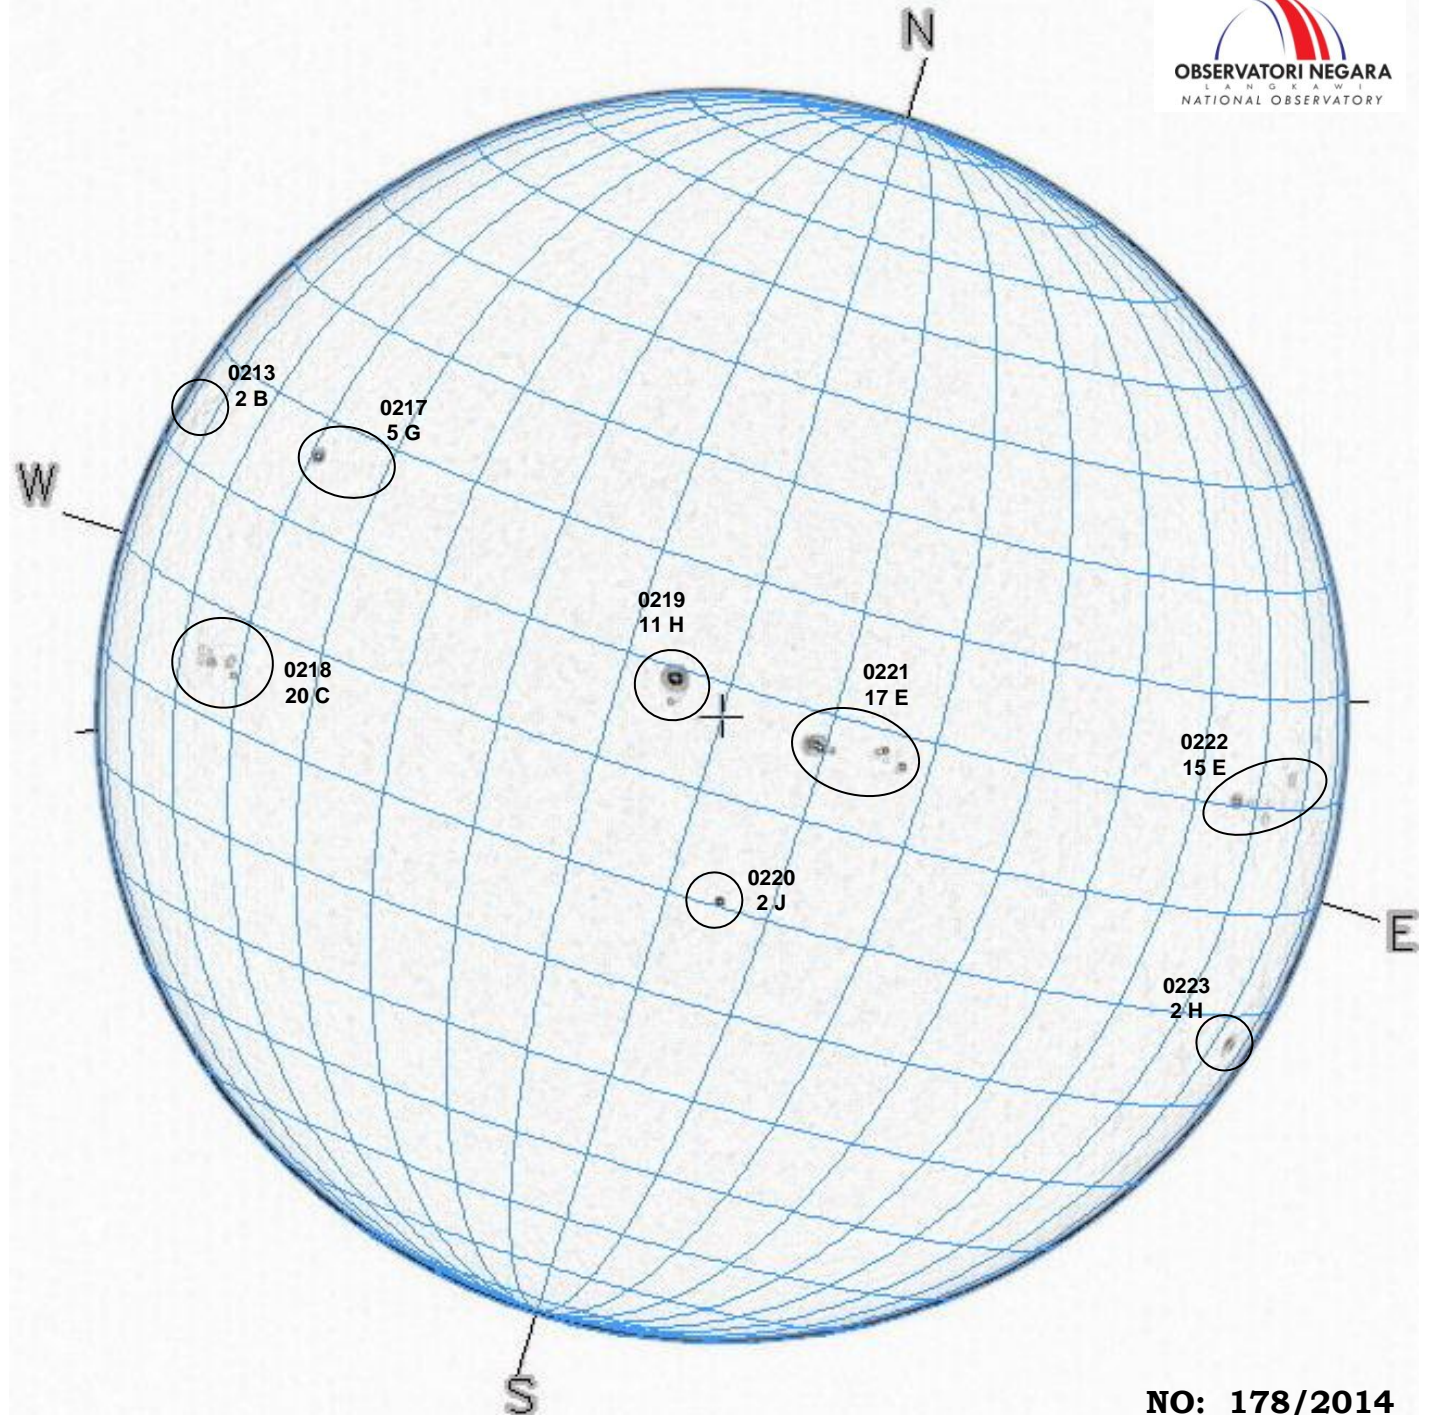 N
OBSERVATORI NEGARA
LANGKAWI
NATIONAL OBSERVATORY
0213
2 B
0217
5 G
W
0219
11 H
0218
20 C
0221
17 E
0222
15 E
0220
2 J
E
0223
2 H
S
NO: 178/2014